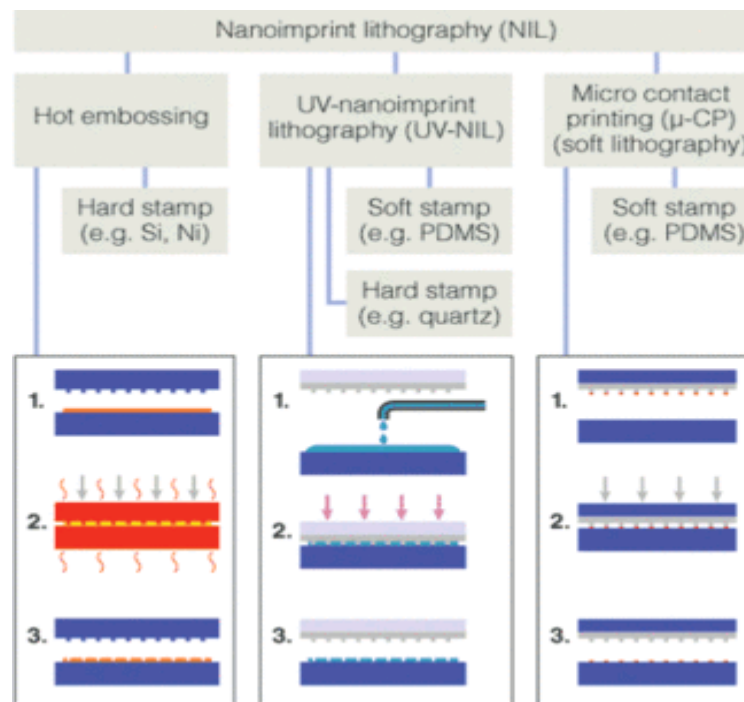 Nanoimprint lithography (NIL)
Hot embossing
Hard stamp
(e.g. Si, Ni)
UV-nanoimprint
lithography (UV-NIL)
Soft stamp
(e.g. PDMS)
Hard stamp
(e.g. quartz)
Micro contact
printing (µ-CP)
(soft lithography)
Soft stamp
(e.g. PDMS)
1.
2.
3.
1.
2.
3.
1.
2.
3.